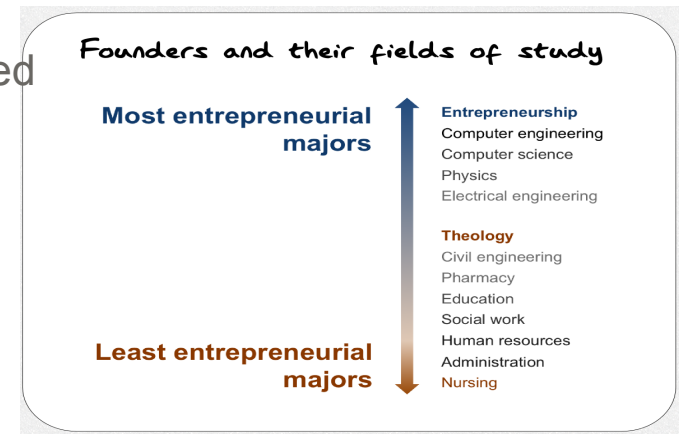 Founders and their fields of study
ed
Most entrepreneurial
majors
Entrepreneurship
Computer engineering
Computer science
Physics
Electrical engineering
Theology
Civil engineering
Pharmacy
Education
Social work
Human resources
Administration
Nursing
Least entrepreneurial
majors